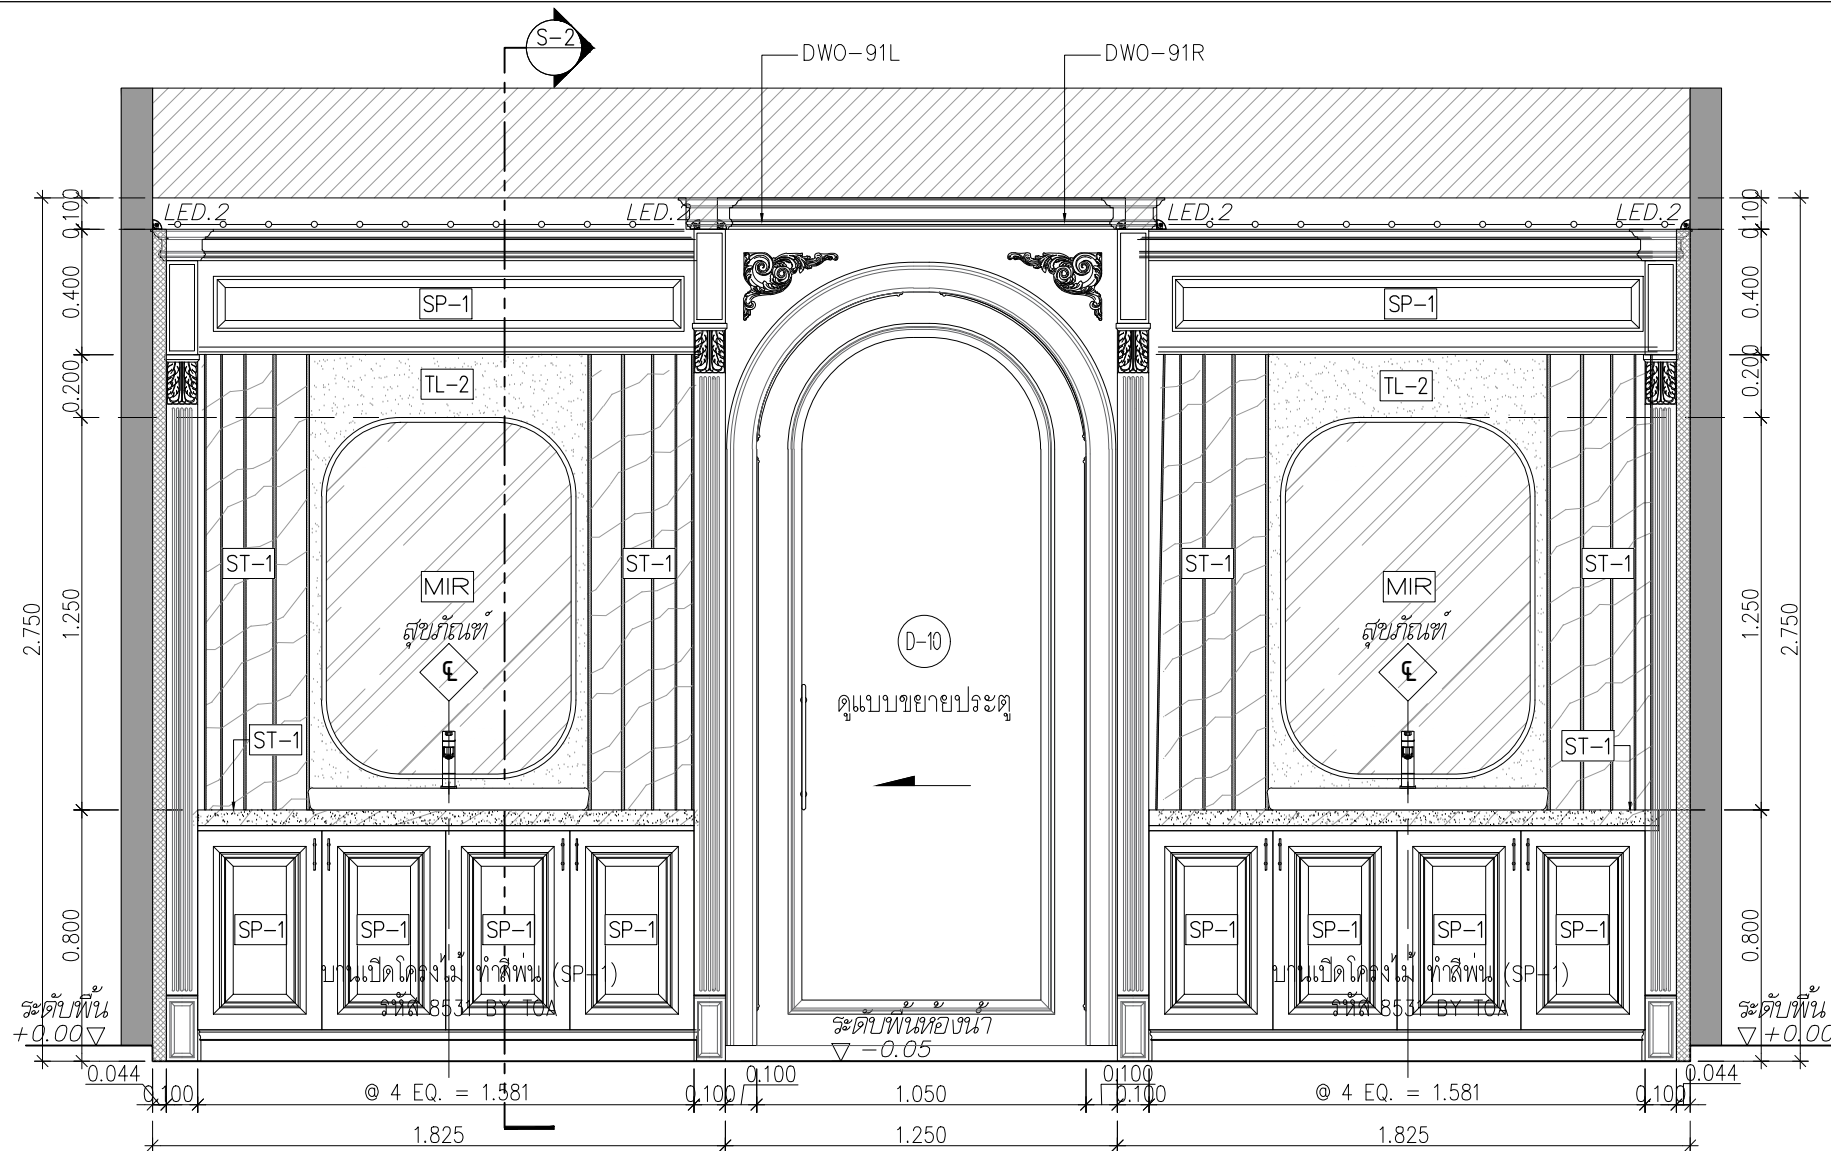 S-2
DWO-91L
DWO-91R
LED.2
LED.2
LED.2
LED.2
0.100
0.100
0.400
0.400
SP-1
SP-1
0.200
0.200
TL-2
TL-2
ST-1
ST-1
ST-1
ST-1
MIR
MIR
สุขภัณฑ์
สุขภัณฑ์
2.750
1.250
1.250
2.750
D-10
CL
CL
ดูแบบขยายประตู
ST-1
ST-1
0.800
0.800
SP-1
SP-1
SP-1
SP-1
SP-1
SP-1
SP-1
SP-1
บานเปิดโครงไม้ ทำสีพ่น (SP-1)
บานเปิดโครงไม้ ทำสีพ่น (SP-1)
รหัส 8531 BY TOA
รหัส 8531 BY TOA
ระดับพื้น
+0.00
ระดับพื้นห้องน้ำ
-0.05
ระดับพื้น
+0.00
0.044
0.100
@ 4 EQ. = 1.581
0.100
0.100
1.050
0.100
0.100
@ 4 EQ. = 1.581
0.100
0.044
1.825
1.250
1.825